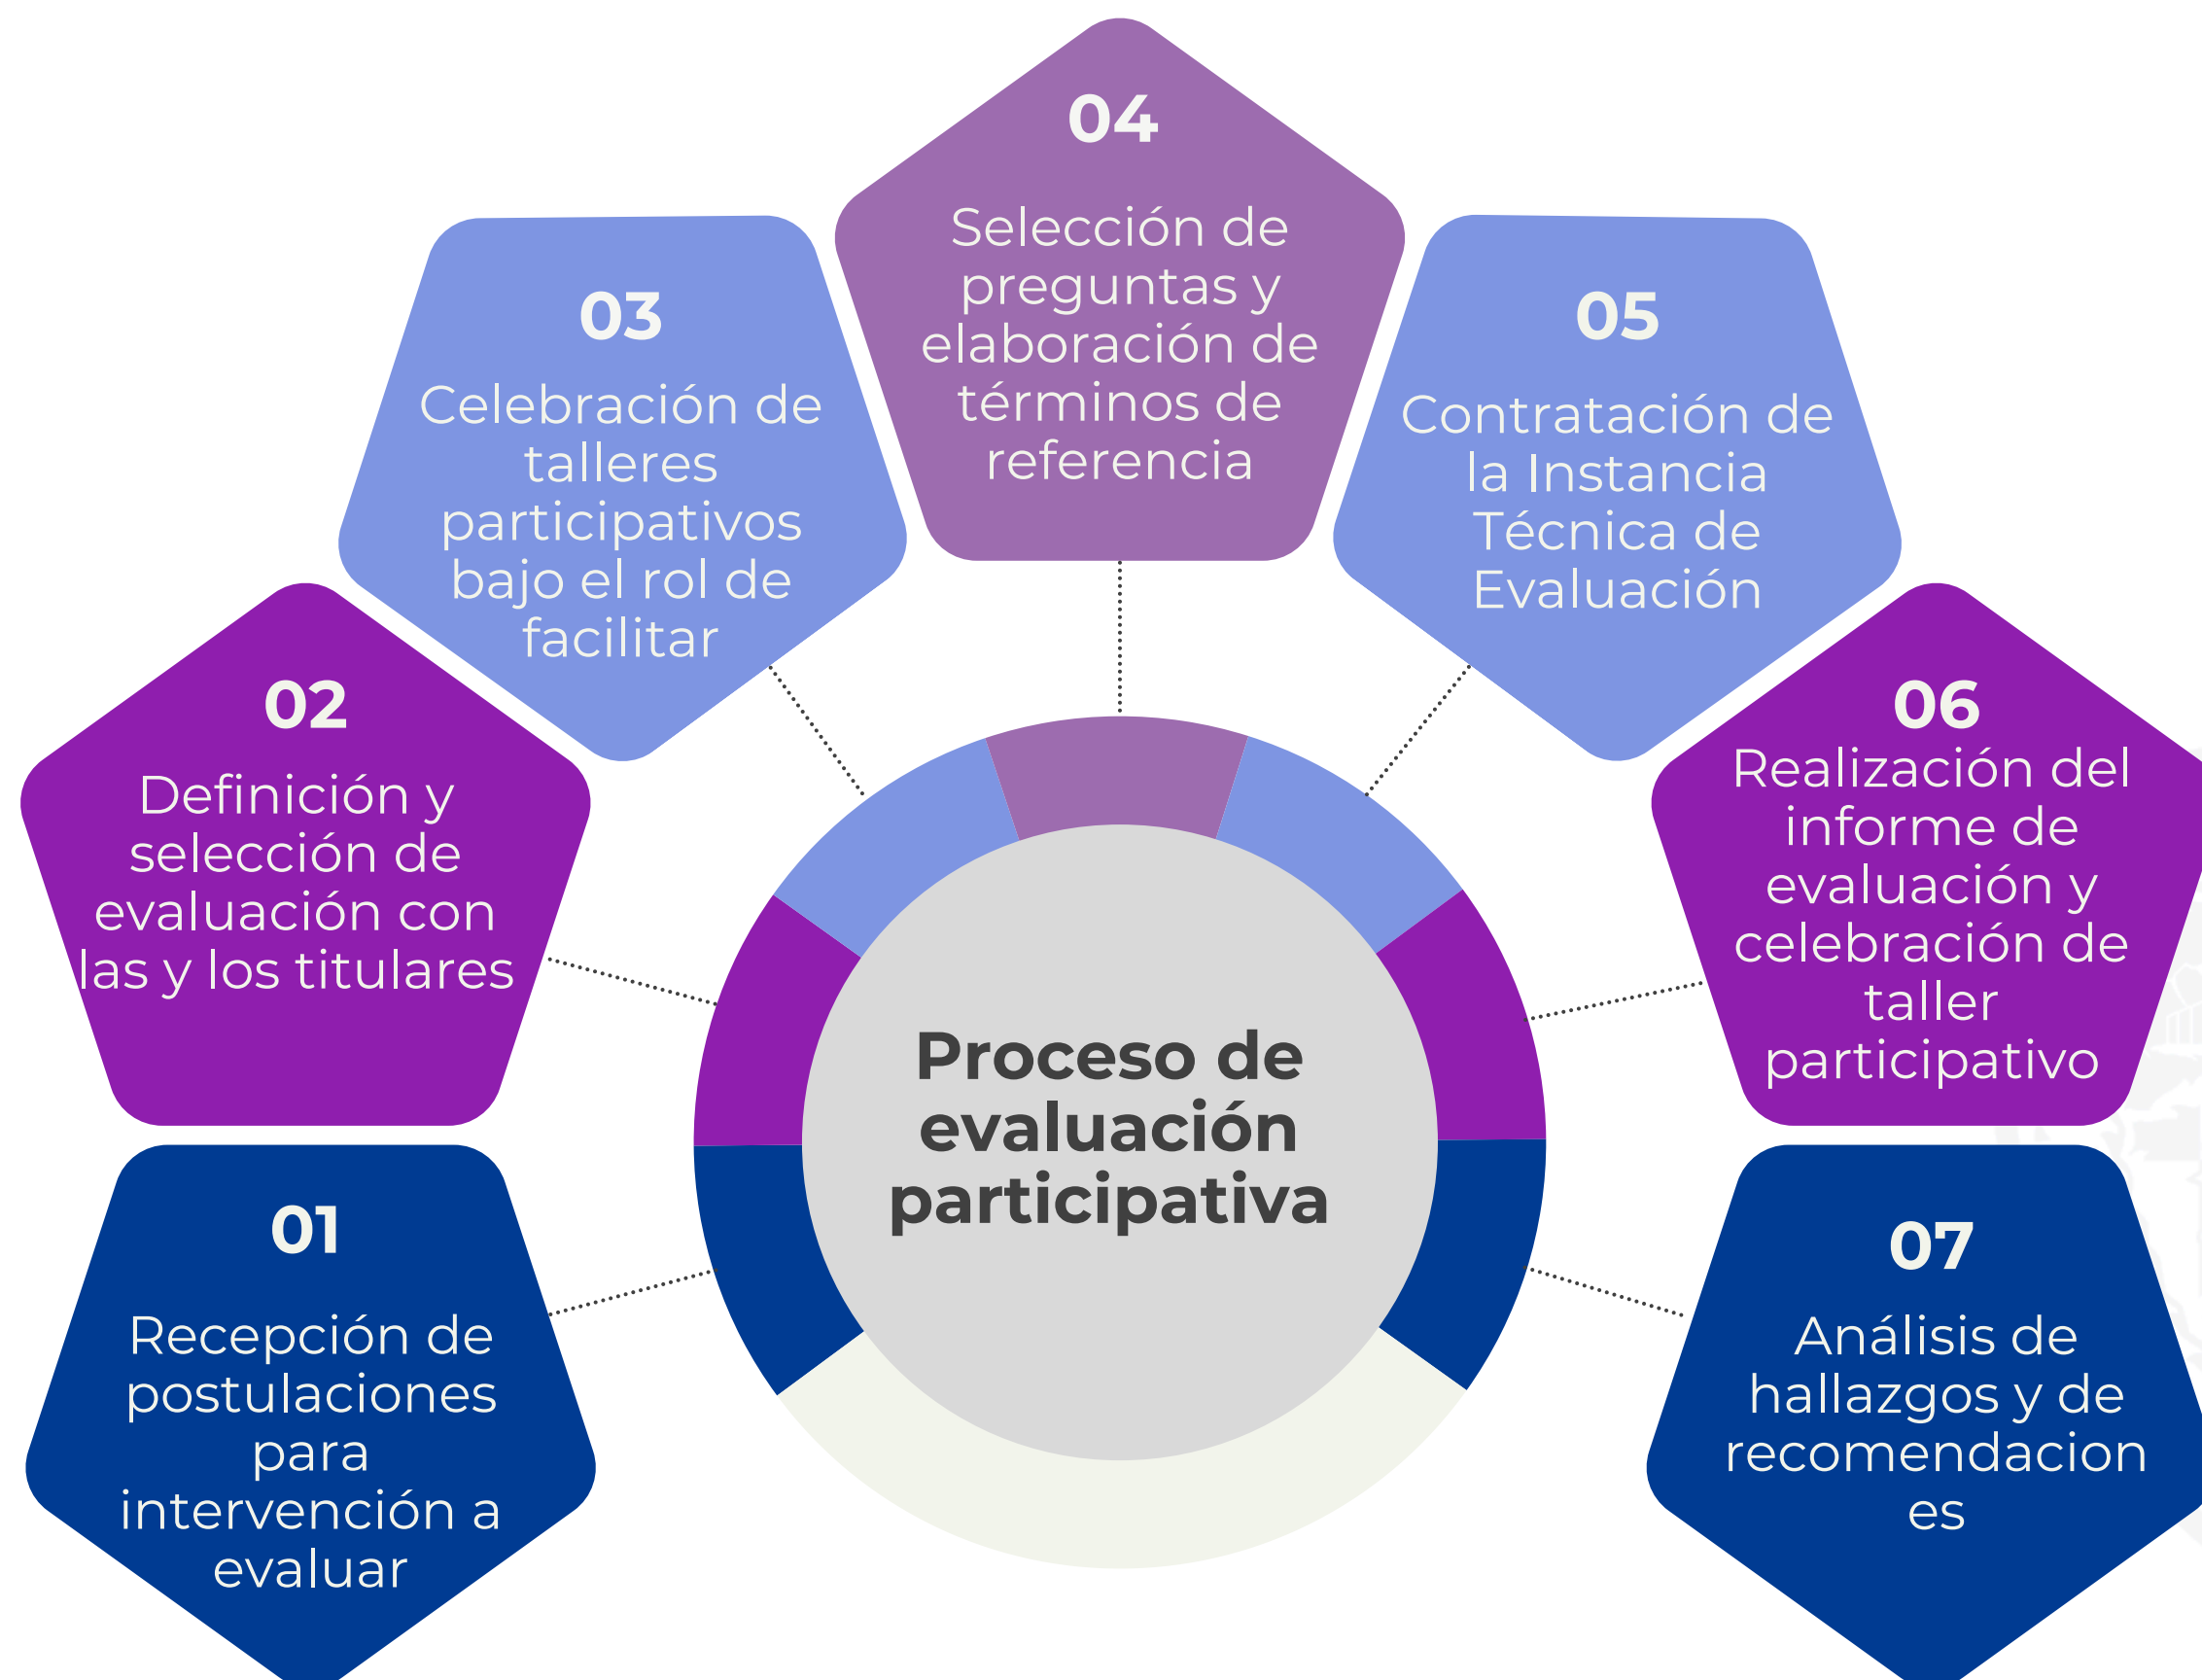 01
Recepción de
postulaciones
para
intervención a
evaluar
02
Definición y
selección de
evaluación con
las y los titulares
03
Celebración de
talleres
participativos
bajo el rol de
facilitar
04
Selección de
preguntas y
elaboración de
términos de
referencia
05
Contratación de
la Instancia
Técnica de
Evaluación
06
Realización del
informe de
evaluación y
celebración de
taller
participativo
07
Análisis de
hallazgos y de
recomendacion
es
Proceso de
evaluación
participativa